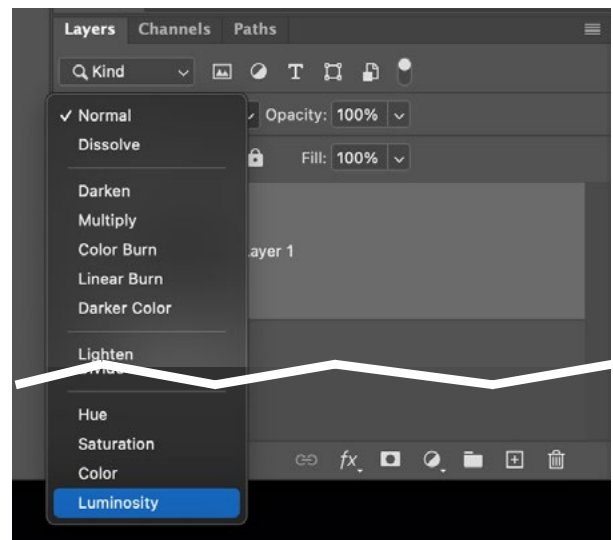 Layers Channels Paths
Kind
T
Normal
Opacity: 100%
Dissolve
Fill: 100%
Darken
Multiply
Color Burn
ayer 1
Linear Burn
Darker Color
Lighten
Hue
Saturation
fx
Color
Luminosity